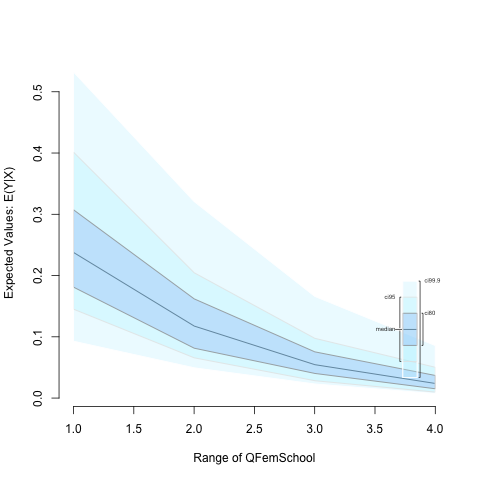 Expected Values: E(Y|X)
0.5
0.4
0.3
0.2
0.1
0.0
ci99.9
ci95
ci80
median
1.0 1.5 2.0 2.5 3.0 3.5 4.0
Range of QFemSchool